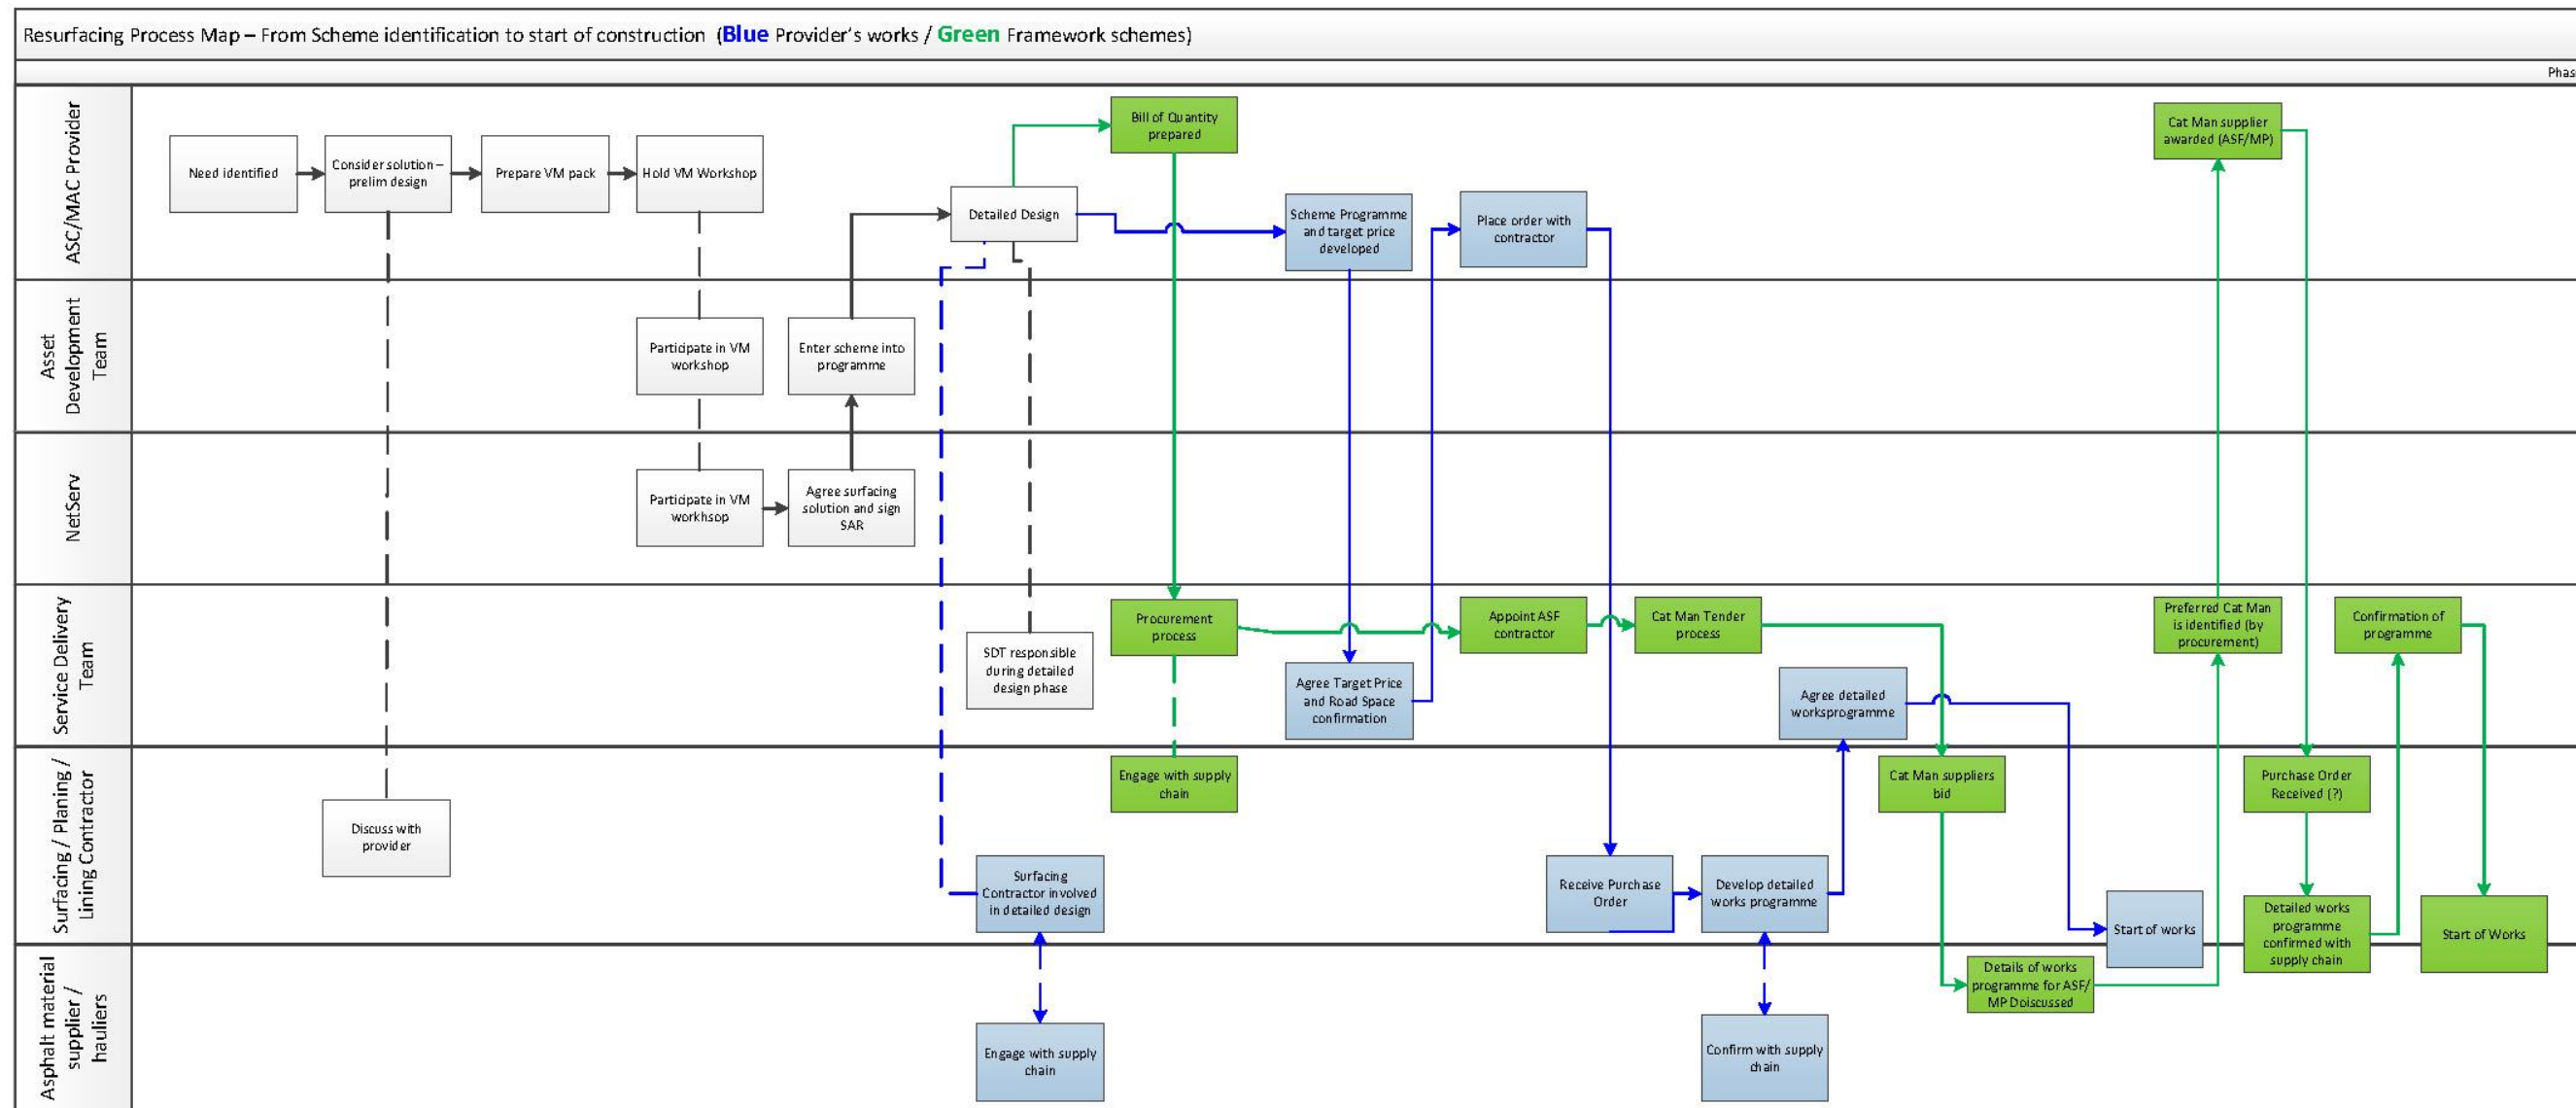 Resurfacing Process Map – From Scheme identification to start of construction (Blue Provider's works / Green Framework schemes)
Phas
ASC/MAC Provider
Need identified
Consider solution –
prelim design
Prepare VM pack
Hold VM Workshop
Detailed Design
Bill of Quantity
prepared
Scheme Programme
and target price
developed
Place order with
contractor
Cat Man supplier
awarded (ASF/MP)
Asset
Development
Team
Participate in VM
workshop
Enter scheme into
programme
NetServ
Participate in VM
workhsop
Agree surfacing
solution and sign
SAR
Service Delivery
Team
SDT responsible
during detailed
design phase
Procurement
process
Agree Target Price
and Road Space
confirmation
Appoint ASF
contractor
Cat Man Tender
process
Agree detailed
worksprogramme
Preferred Cat Man
is identified (by
procurement)
Confirmation of
programme
Surfacing / Planing /
Lining Contractor
Discuss with
provider
Surfacing
Contractor involved
in detailed design
Engage with supply
chain
Receive Purchase
Order
Develop detailed
works programme
Cat Man suppliers
bid
Start of works
Purchase Order
Received (?)
Detailed works
programme
confirmed with
supply chain
Start of Works
Asphalt material
supplier /
hauliers
Engage with supply
chain
Confirm with supply
chain
Details of works
programme for ASF/
MP Doiscussed